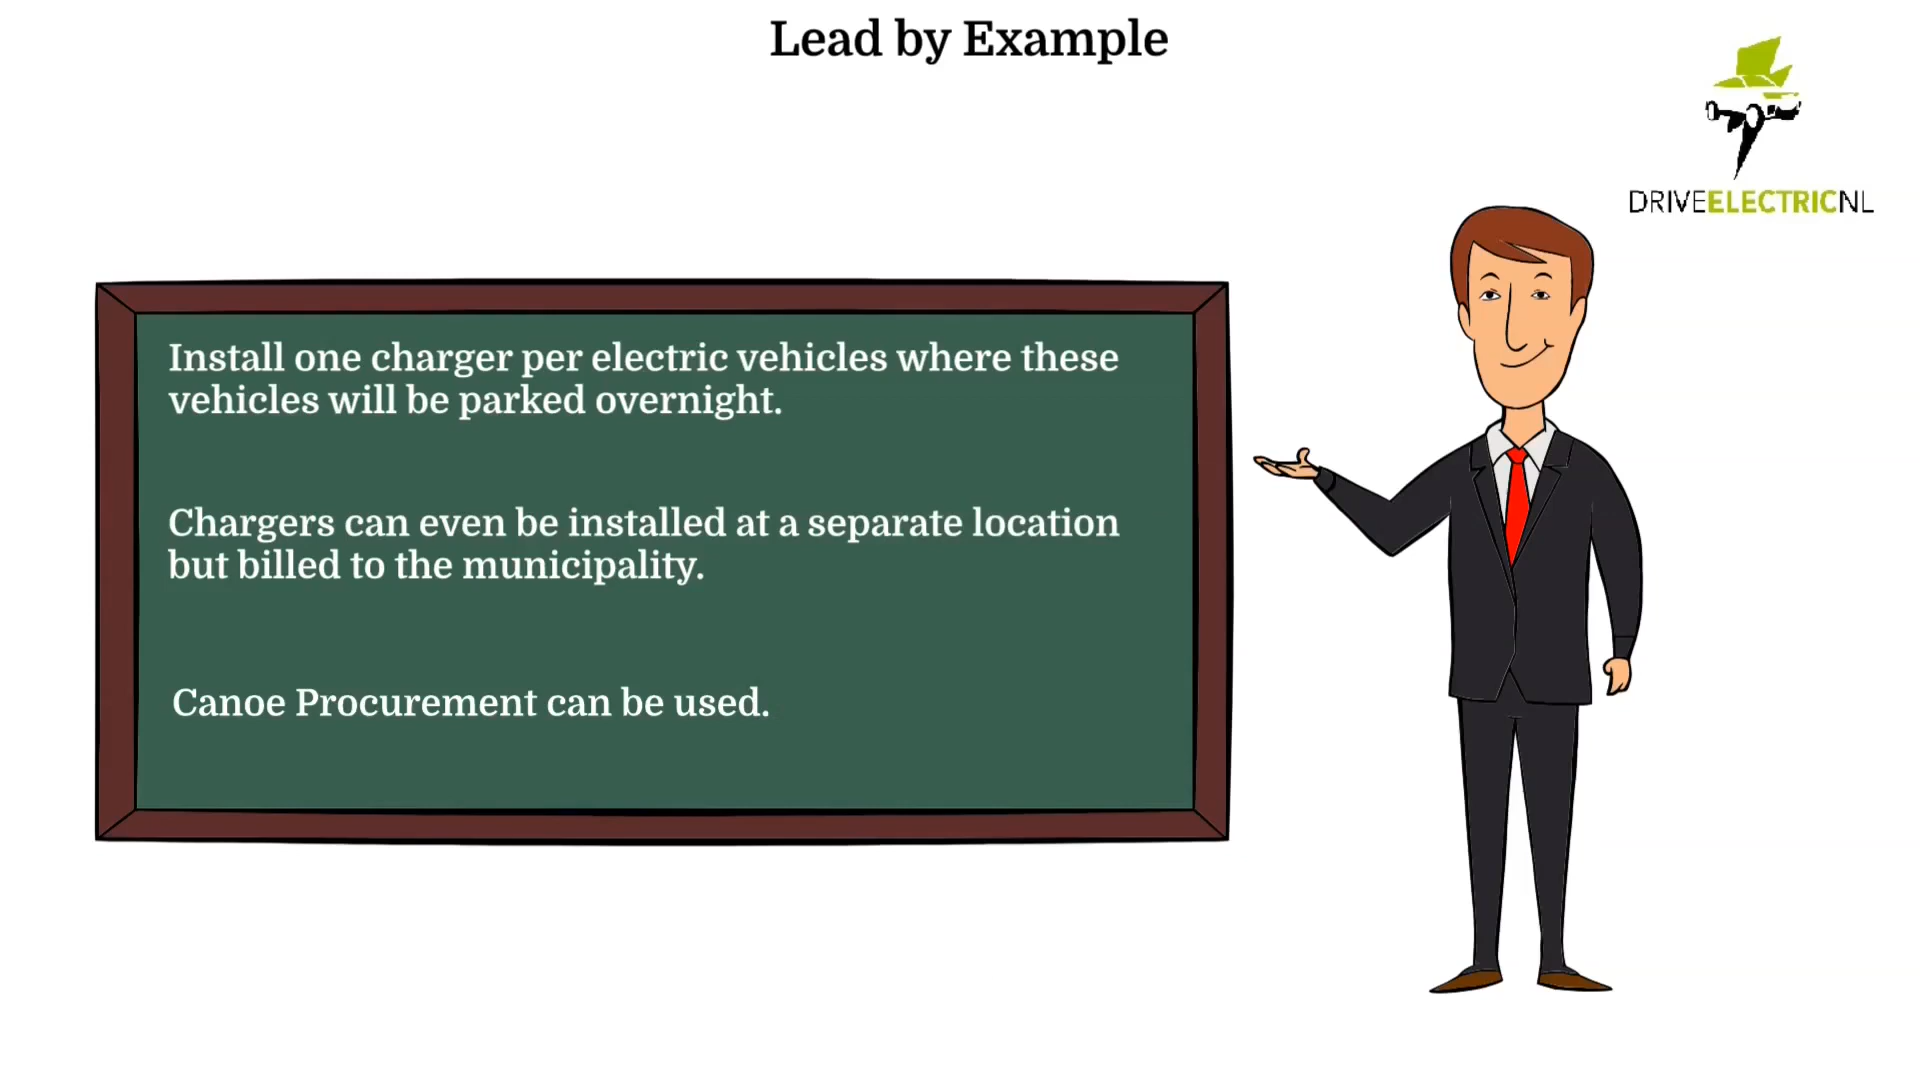 Lead by Example
DRIVEELECTRICNL
Install one charger per electric vehicles where these
vehicles will be parked overnight.
Chargers can even be installed at a separate location
but billed to the municipality.
Canoe Procurement can be used.